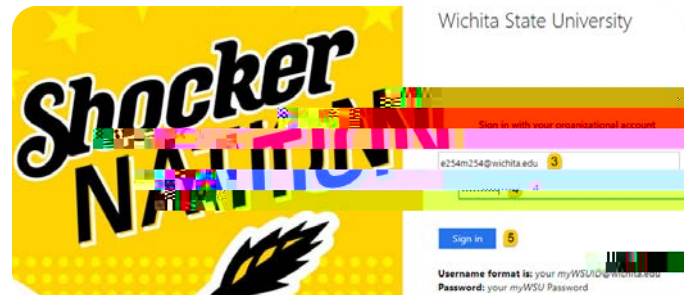 Wichita State University
Shocker
NATION
Sign in with your organizational account
e254m254@wichita.edu 3
4
Sign in 5
Username format is: your myWSUID@wichita.edu
Password: your myWSU Password